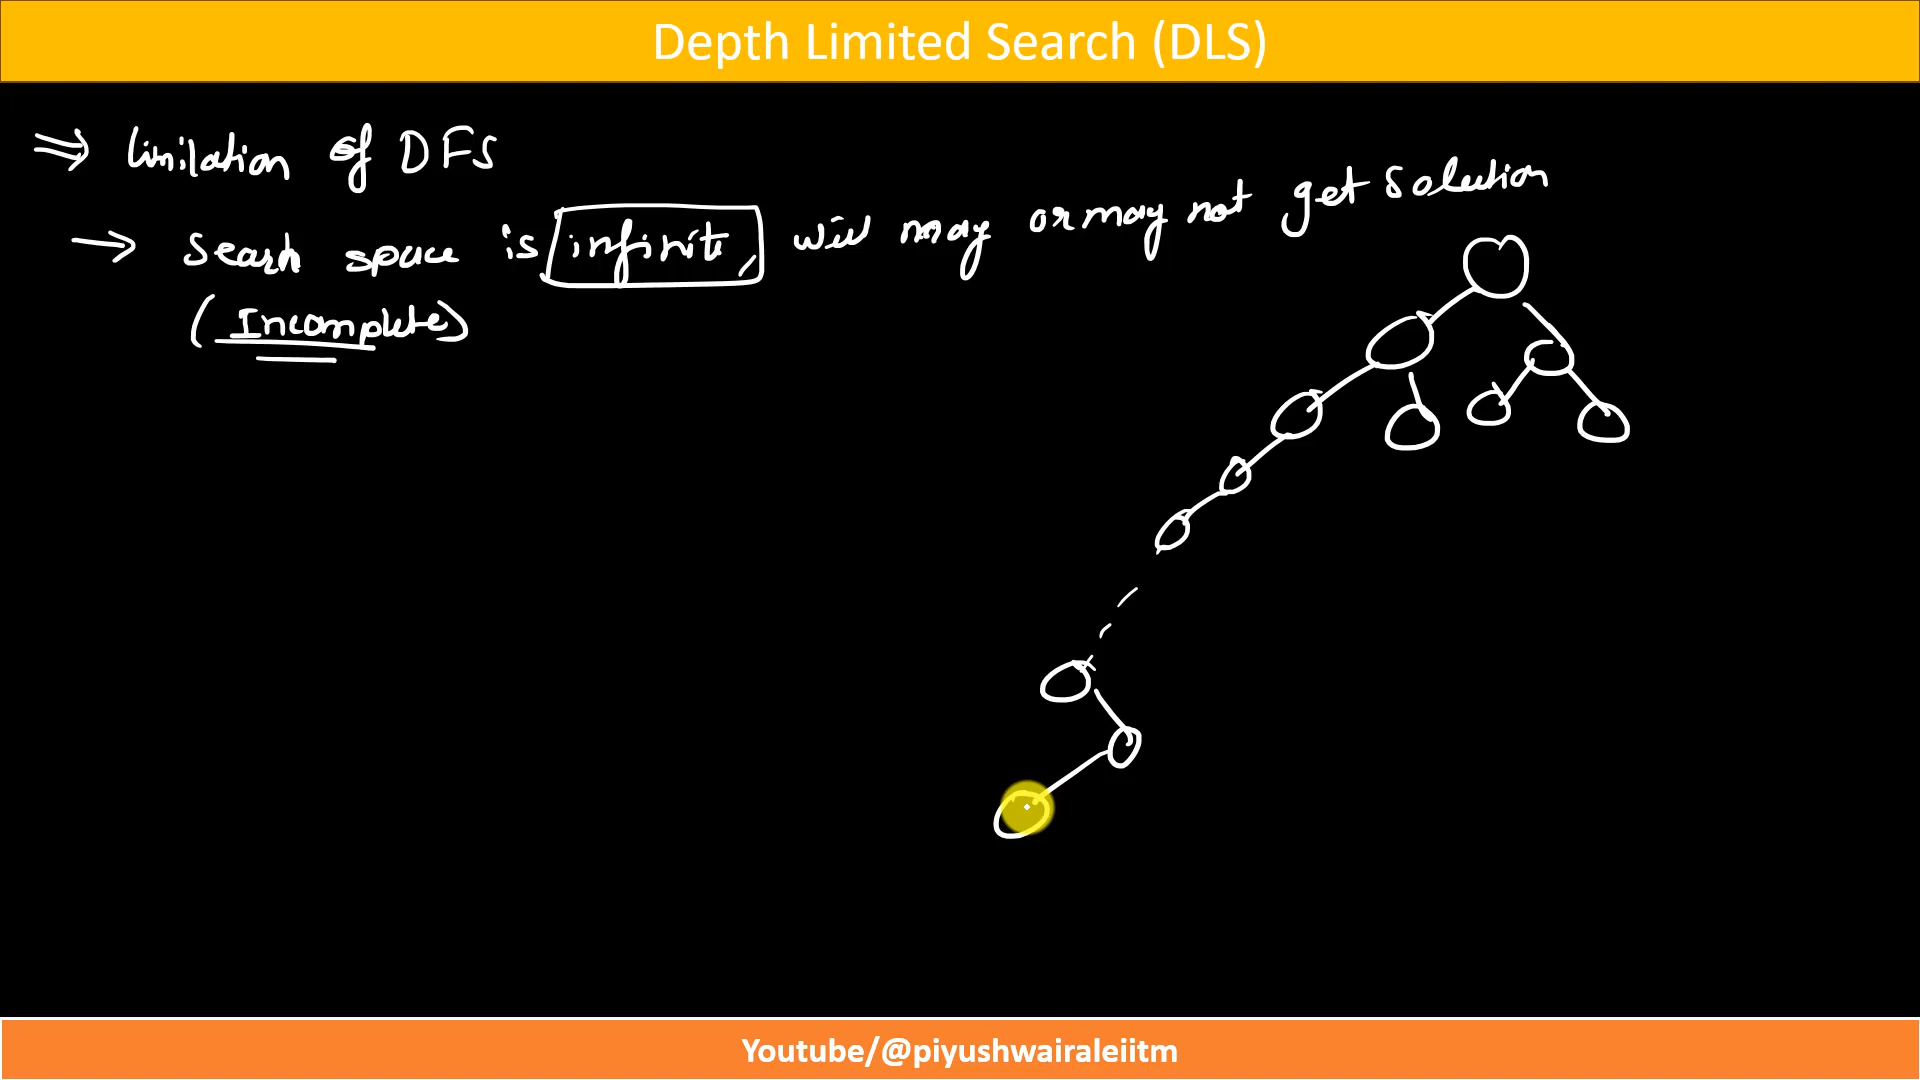 Depth Limited Search (DLS)
⇒ Limitation of DFS
→ Search space is infinite, will may or may not get solution
(Incomplete)
Youtube/@piyushwairaleiitm